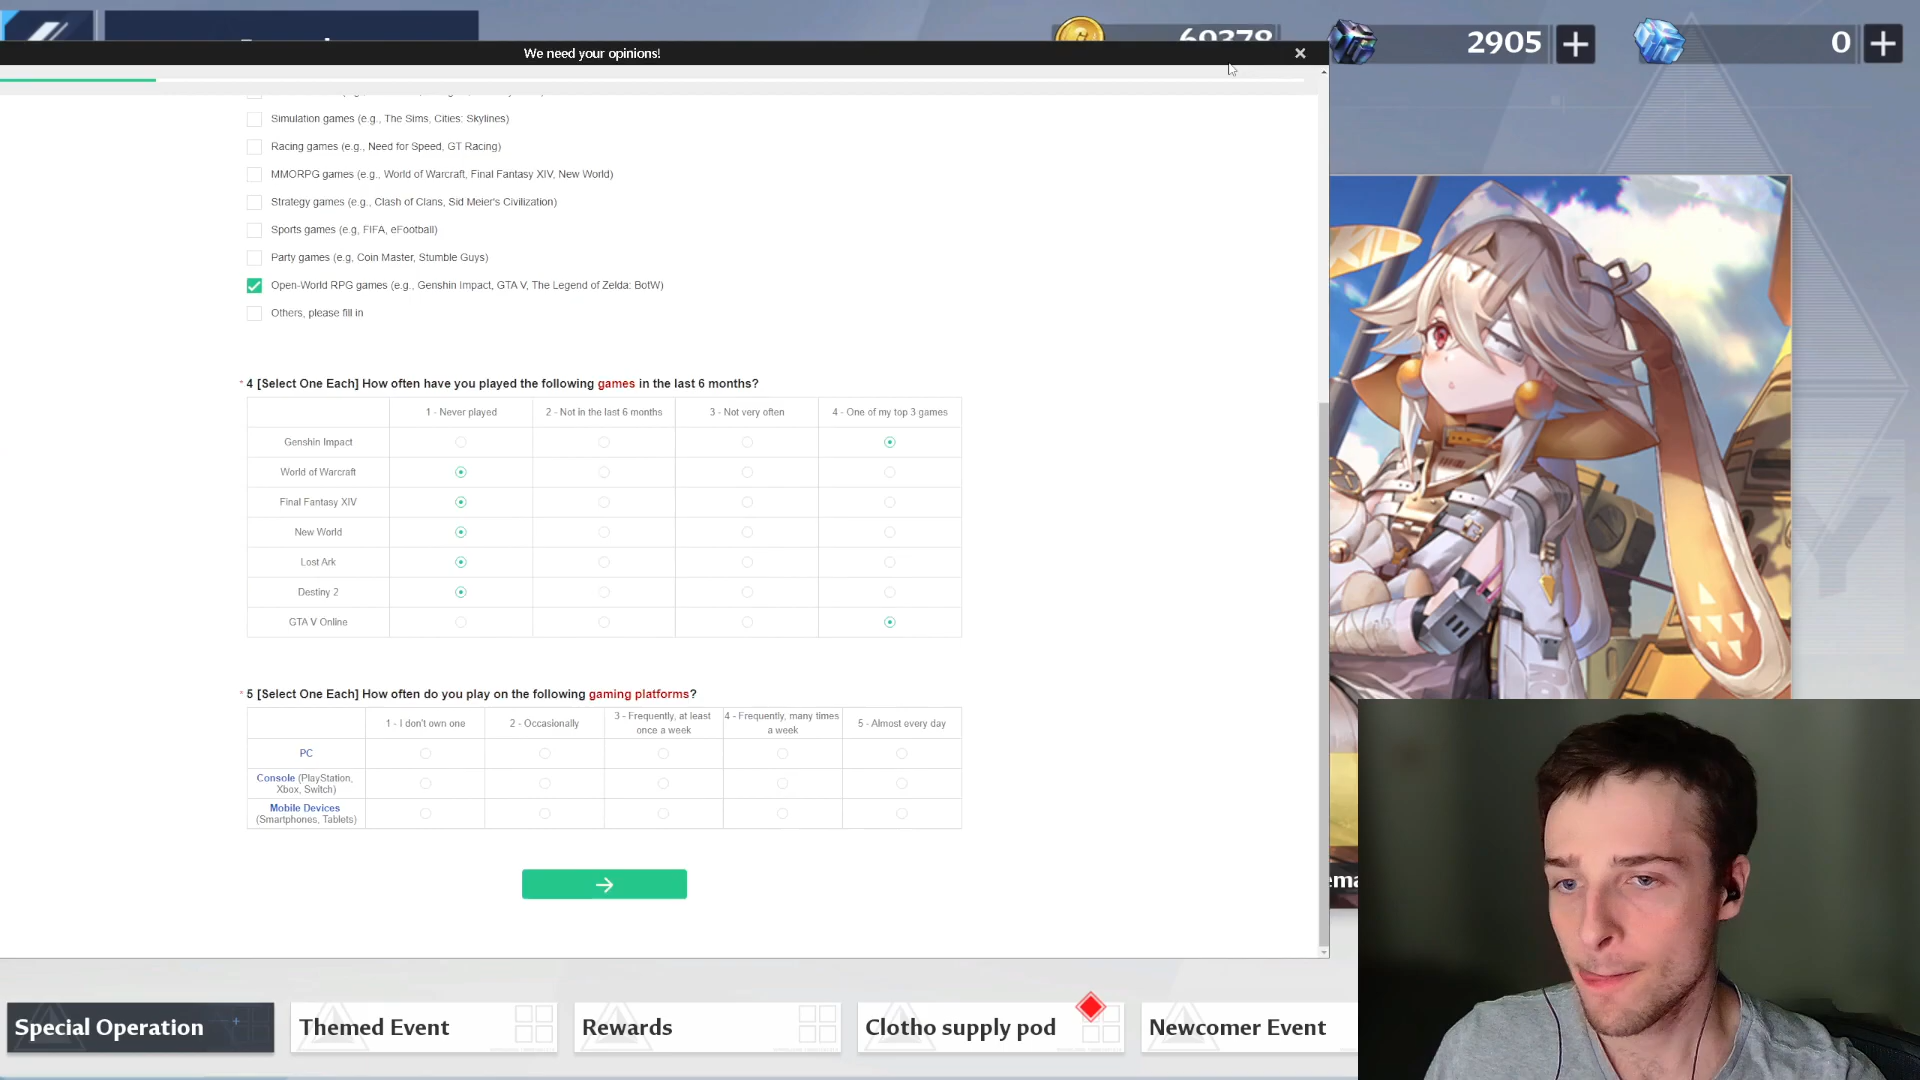 69378
2905
0
We need your opinions!
Simulation games (e.g., The Sims, Cities: Skylines)
Racing games (e.g., Need for Speed, GT Racing)
MMORPG games (e.g., World of Warcraft, Final Fantasy XIV, New World)
Strategy games (e.g., Clash of Clans, Sid Meier's Civilization)
Sports games (e.g, FIFA, eFootball)
Party games (e.g, Coin Master, Stumble Guys)
Open-World RPG games (e.g., Genshin Impact, GTA V, The Legend of Zelda: BotW)
Others, please fill in
* 4 [Select One Each] How often have you played the following games in the last 6 months?
1 - Never played 2 - Not in the last 6 months 3 - Not very often 4 - One of my top 3 games
Genshin Impact
World of Warcraft
Final Fantasy XIV
New World
Lost Ark
Destiny 2
GTA V Online
* 5 [Select One Each] How often do you play on the following gaming platforms?
1 - I don't own one 2 - Occasionally 3 - Frequently, at least once a week 4 - Frequently, many times a week 5 - Almost every day
PC
Console (PlayStation,
Xbox, Switch)
Mobile Devices
(Smartphones, Tablets)
Special Operation Themed Event Rewards Clotho supply pod Newcomer Event